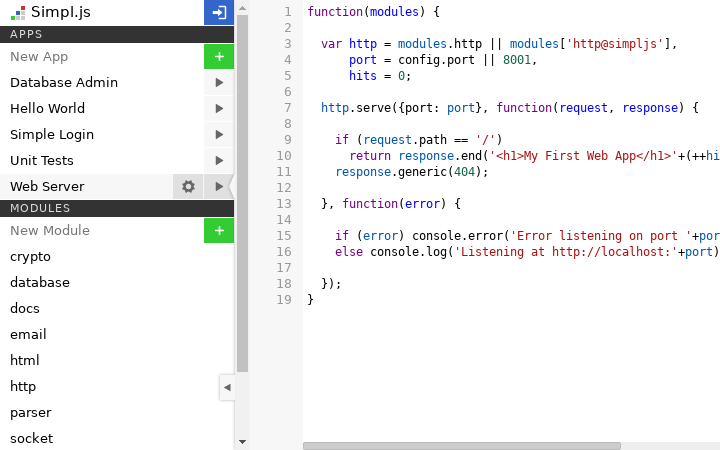 Simpl.js
APPS
New App
Database Admin
Hello World
Simple Login
Unit Tests
Web Server
MODULES
New Module
crypto
database
docs
email
html
http
parser
socket
1 function(modules) {
2
3 var http = modules.http || modules['http@simpljs'],
4 port = config.port || 8001,
5 hits = 0;
6
7 http.serve({port: port}, function(request, response) {
8
9 if (request.path == '/')
10 return response.end('<h1>My First Web App</h1>'+(++hi
11 response.generic(404);
12
13 }, function(error) {
14
15 if (error) console.error('Error listening on port '+por
16 else console.log('Listening at http://localhost:'+port)
17
18 });
19 }